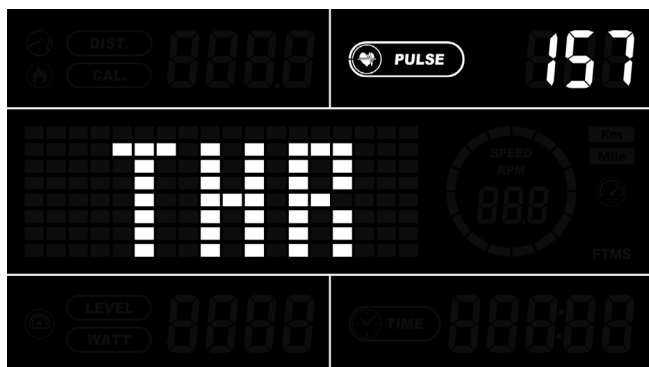 DIST.
CAL.
PULSE 157
THR
SPEED
RPM
Km
Mile
FTMS
LEVEL
WATT
TIME